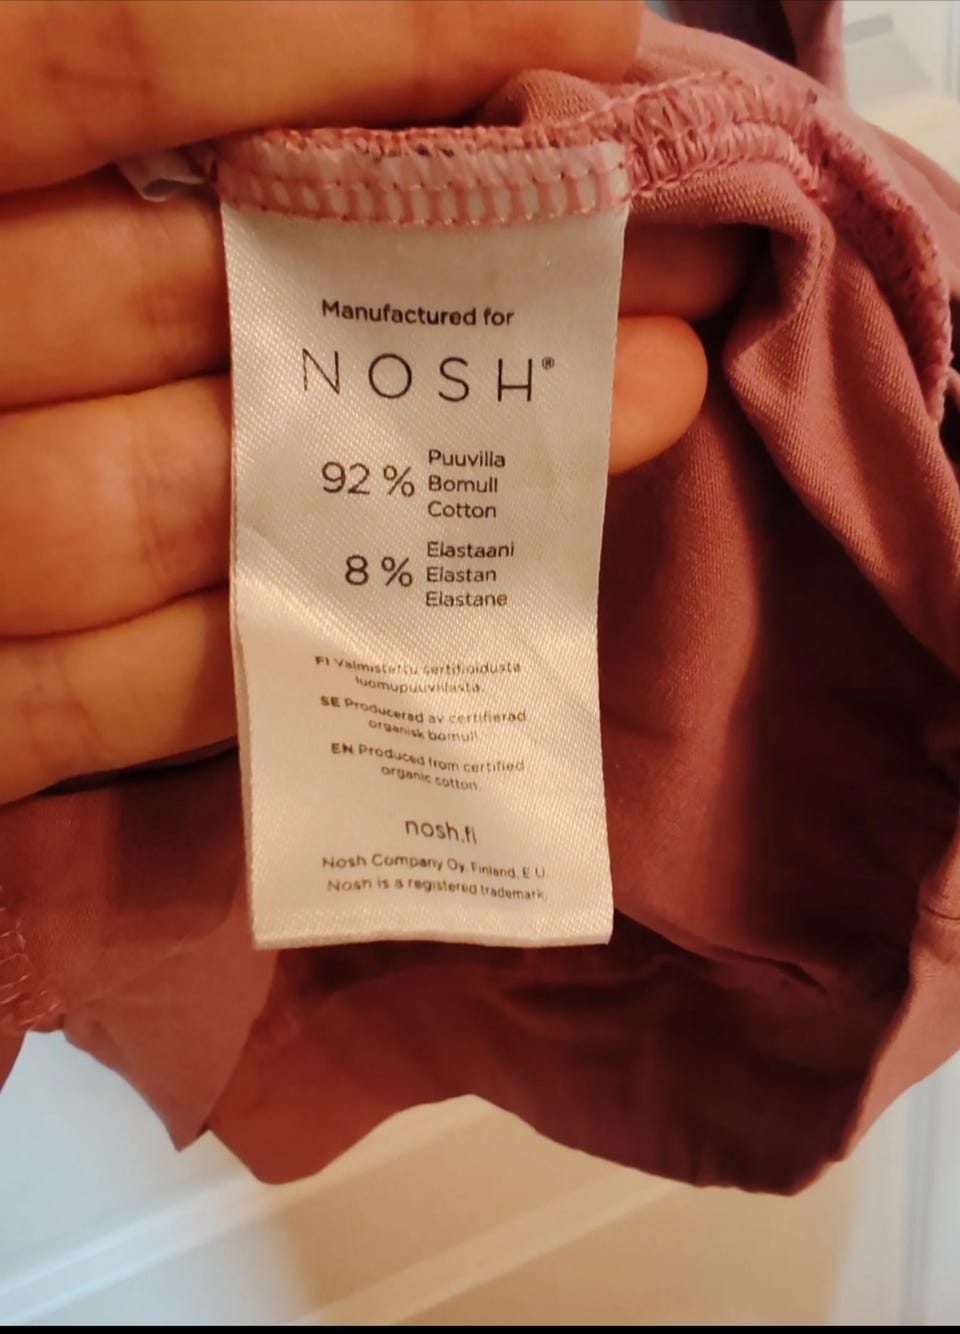 Manufactured for
NOSH®
92 % Puuvilla
Bomull
Cotton
8 % Elastaani
Elastan
Elastane
FI Valmistettu sertifioidusta
luomupuuvillasta.
SE Producerad av certifierad
organisk bomull.
EN Produced from certified
organic cotton.
nosh.fi
Nosh Company Oy, Finland, E.U.
Nosh is a registered trademark.